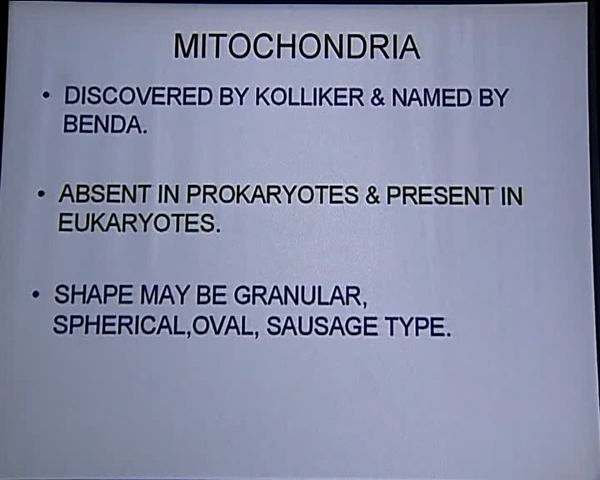 MITOCHONDRIA
• DISCOVERED BY KOLLIKER & NAMED BY
BENDA.
• ABSENT IN PROKARYOTES & PRESENT IN
EUKARYOTES.
• SHAPE MAY BE GRANULAR,
SPHERICAL,OVAL, SAUSAGE TYPE.